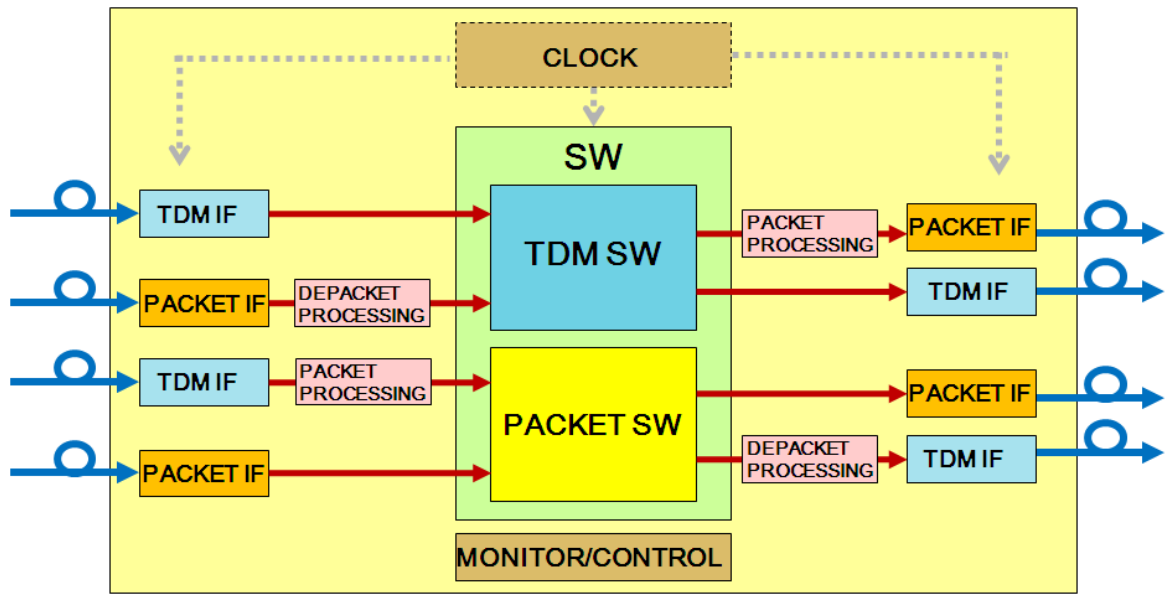 CLOCK
SW
TDM IF
TDM SW
PACKET
PROCESSING
PACKET IF
PACKET IF
DEPACKET
PROCESSING
TDM IF
TDM IF
PACKET
PROCESSING
PACKET SW
PACKET IF
PACKET IF
DEPACKET
PROCESSING
TDM IF
MONITOR/CONTROL